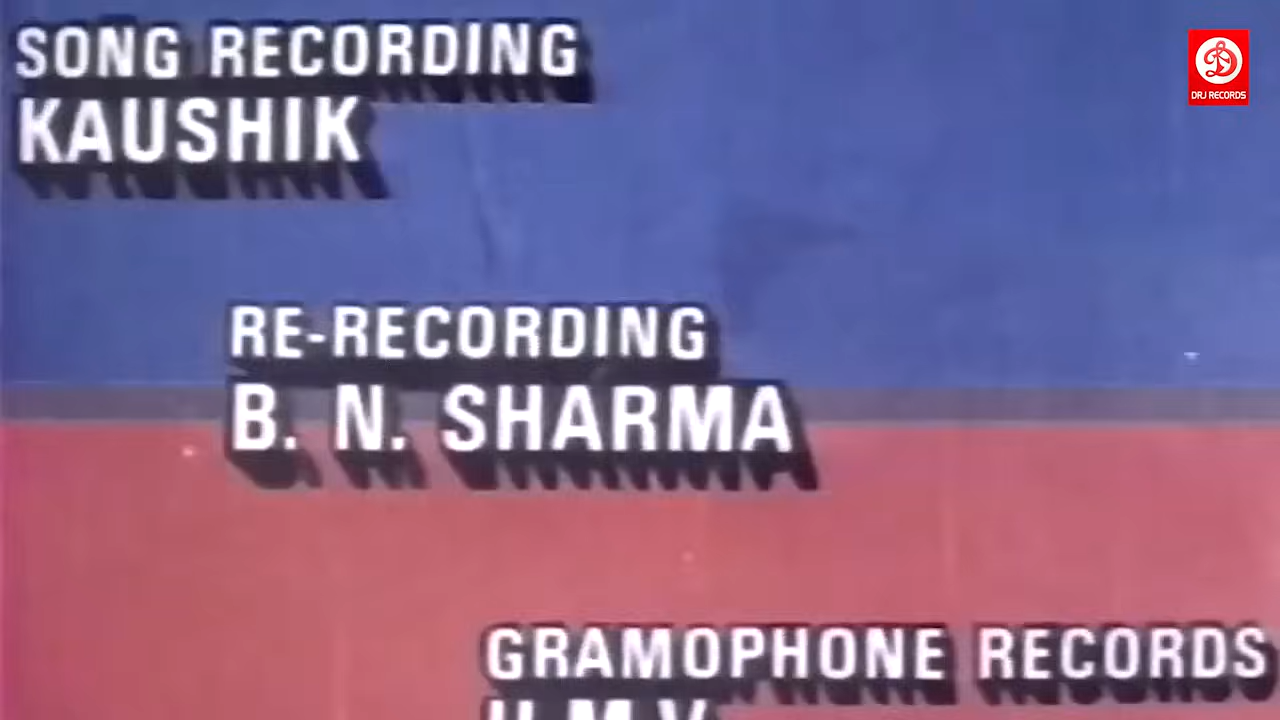 SONG RECORDING
KAUSHIK
DRJ RECORDS
RE-RECORDING
B. N. SHARMA
GRAMOPHONE RECORDS
H.M.V.